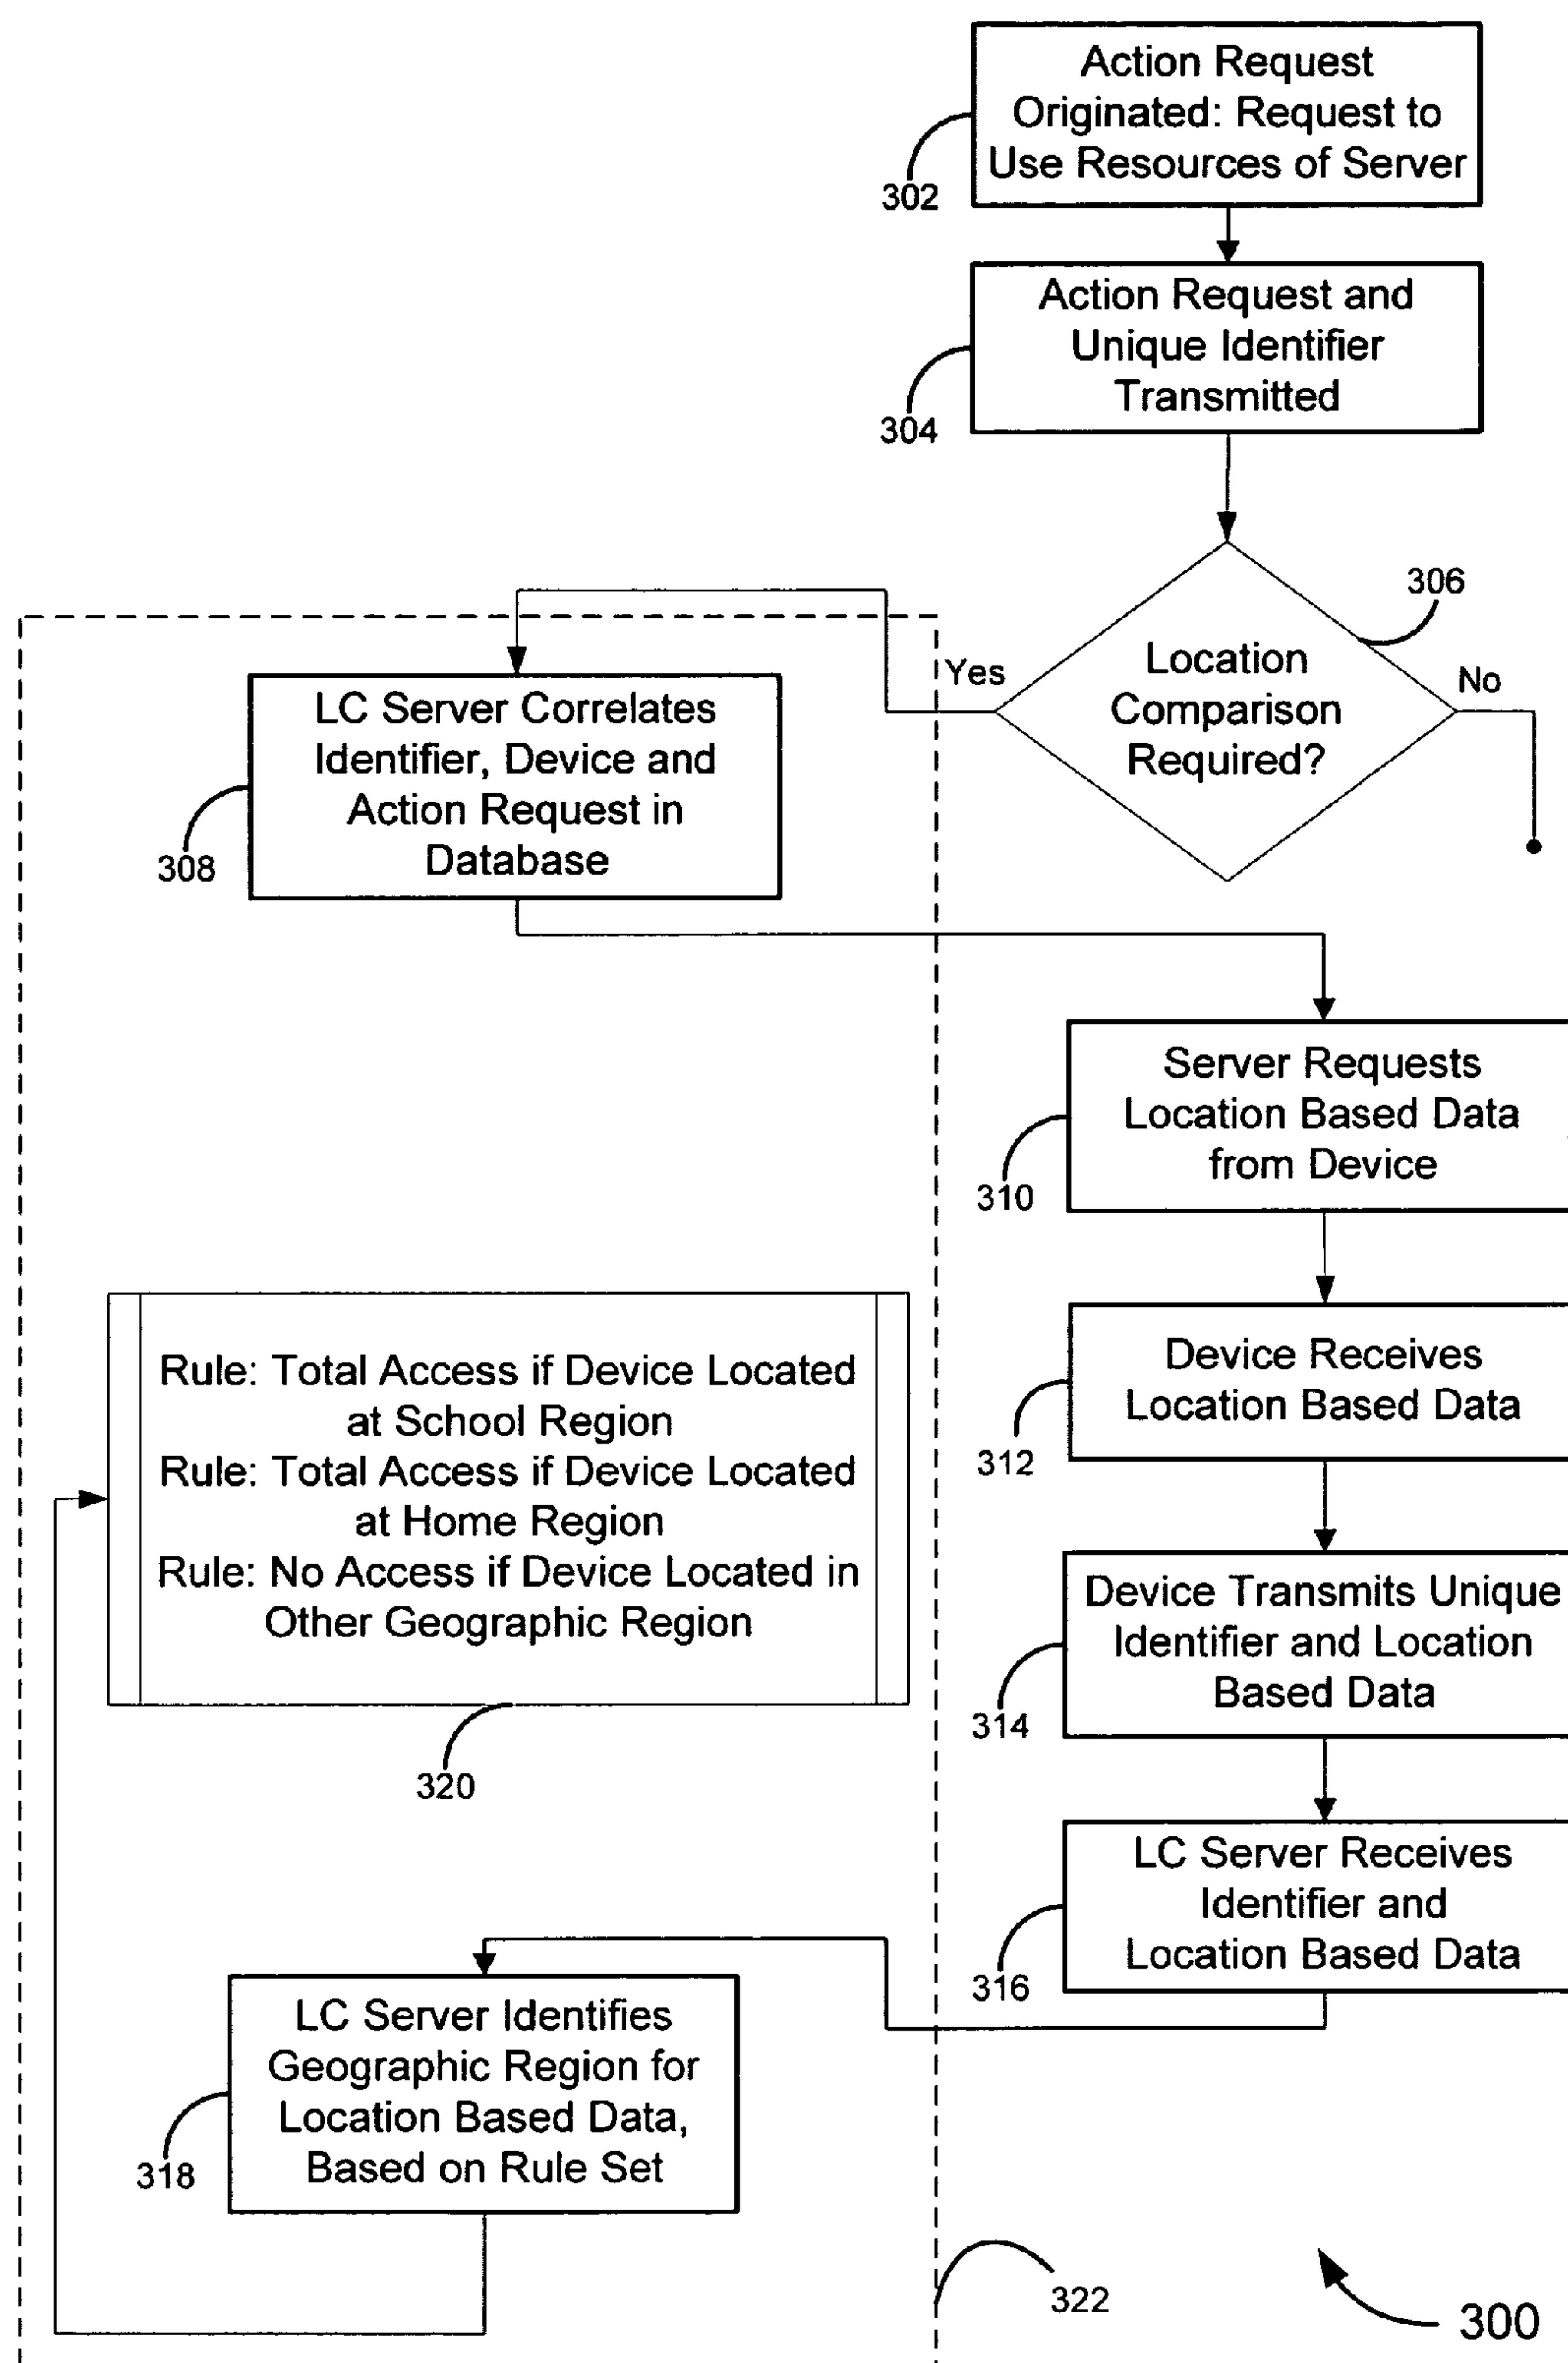 Action Request
Originated: Request to
Use Resources of Server
302
Action Request and
Unique Identifier
Transmitted
304
306
Location
Comparison
Required?
Yes
No
LC Server Correlates
Identifier, Device and
Action Request in
Database
308
Server Requests
Location Based Data
from Device
310
Device Receives
Location Based Data
312
Device Transmits Unique
Identifier and Location
Based Data
314
LC Server Receives
Identifier and
Location Based Data
316
LC Server Identifies
Geographic Region for
Location Based Data,
Based on Rule Set
318
Rule: Total Access if Device Located
at School Region
Rule: Total Access if Device Located
at Home Region
Rule: No Access if Device Located in
Other Geographic Region
320
322
300